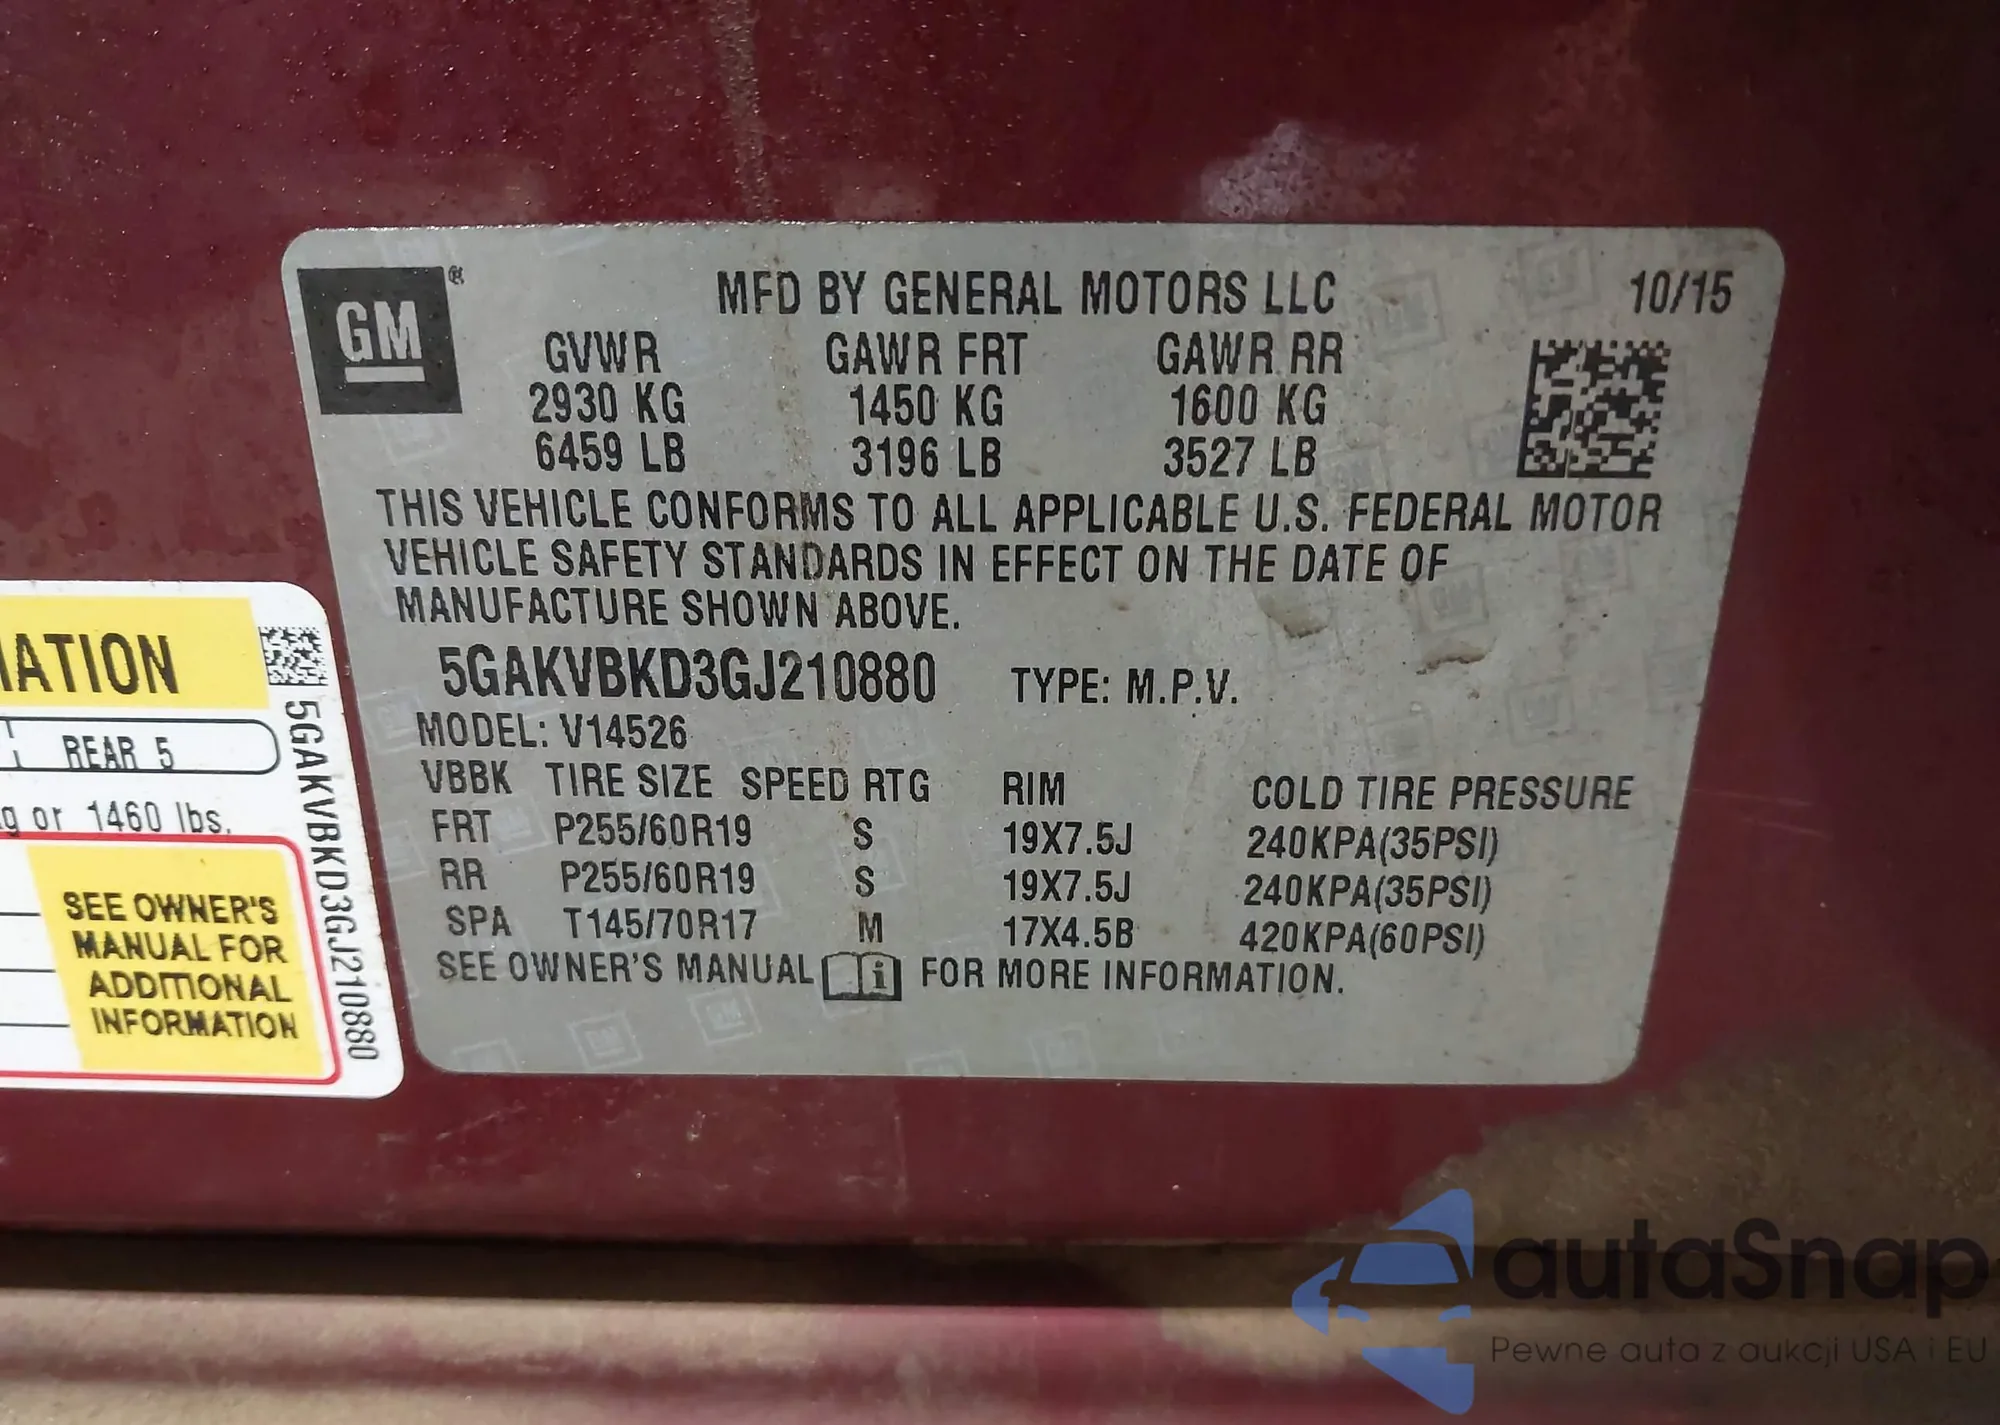 GM®
MFD BY GENERAL MOTORS LLC 10/15
GVWR GAWR FRT GAWR RR
2930 KG 1450 KG 1600 KG
6459 LB 3196 LB 3527 LB
THIS VEHICLE CONFORMS TO ALL APPLICABLE U.S. FEDERAL MOTOR
VEHICLE SAFETY STANDARDS IN EFFECT ON THE DATE OF
MANUFACTURE SHOWN ABOVE.
5GAKVBKD3GJ210880 TYPE: M.P.V.
MODEL: V14526
VBBK TIRE SIZE SPEED RTG RIM COLD TIRE PRESSURE
FRT P255/60R19 S 19X7.5J 240KPA(35PSI)
RR P255/60R19 S 19X7.5J 240KPA(35PSI)
SPA T145/70R17 M 17X4.5B 420KPA(60PSI)
SEE OWNER'S MANUAL i FOR MORE INFORMATION.
REAR 5
or 1460 lbs.
SEE OWNER'S
MANUAL FOR
ADDITIONAL
INFORMATION
5GAKVBKD3GJ210880
autaSnap
Pewne auta z aukcji USA i EU